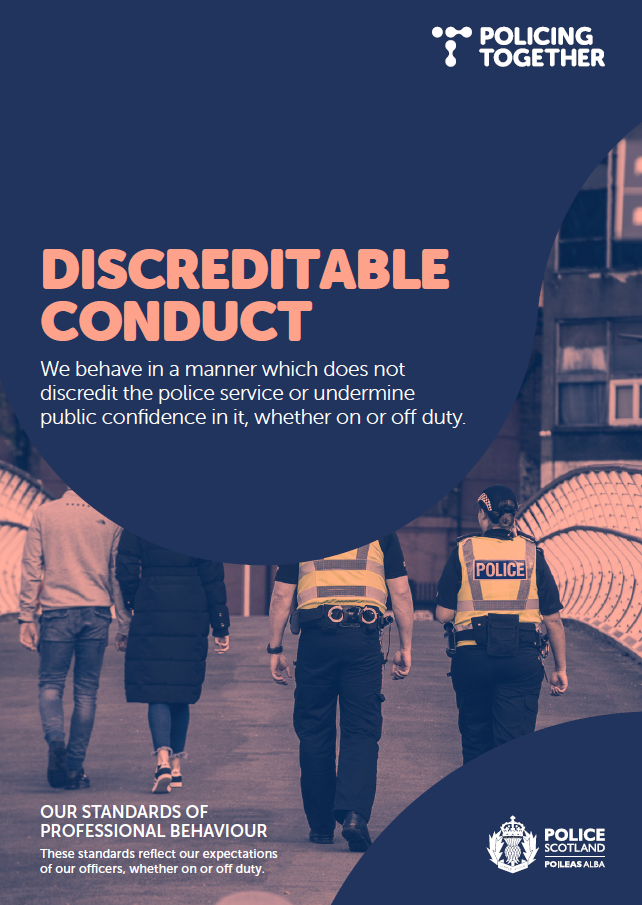 POLICING
TOGETHER
DISCREDITABLE
CONDUCT
We behave in a manner which does not
discredit the police service or undermine
public confidence in it, whether on or off duty.
POLICE
OUR STANDARDS OF
PROFESSIONAL BEHAVIOUR
These standards reflect our expectations
of our officers, whether on or off duty.
POLICE
SCOTLAND
POILEAS ALBA